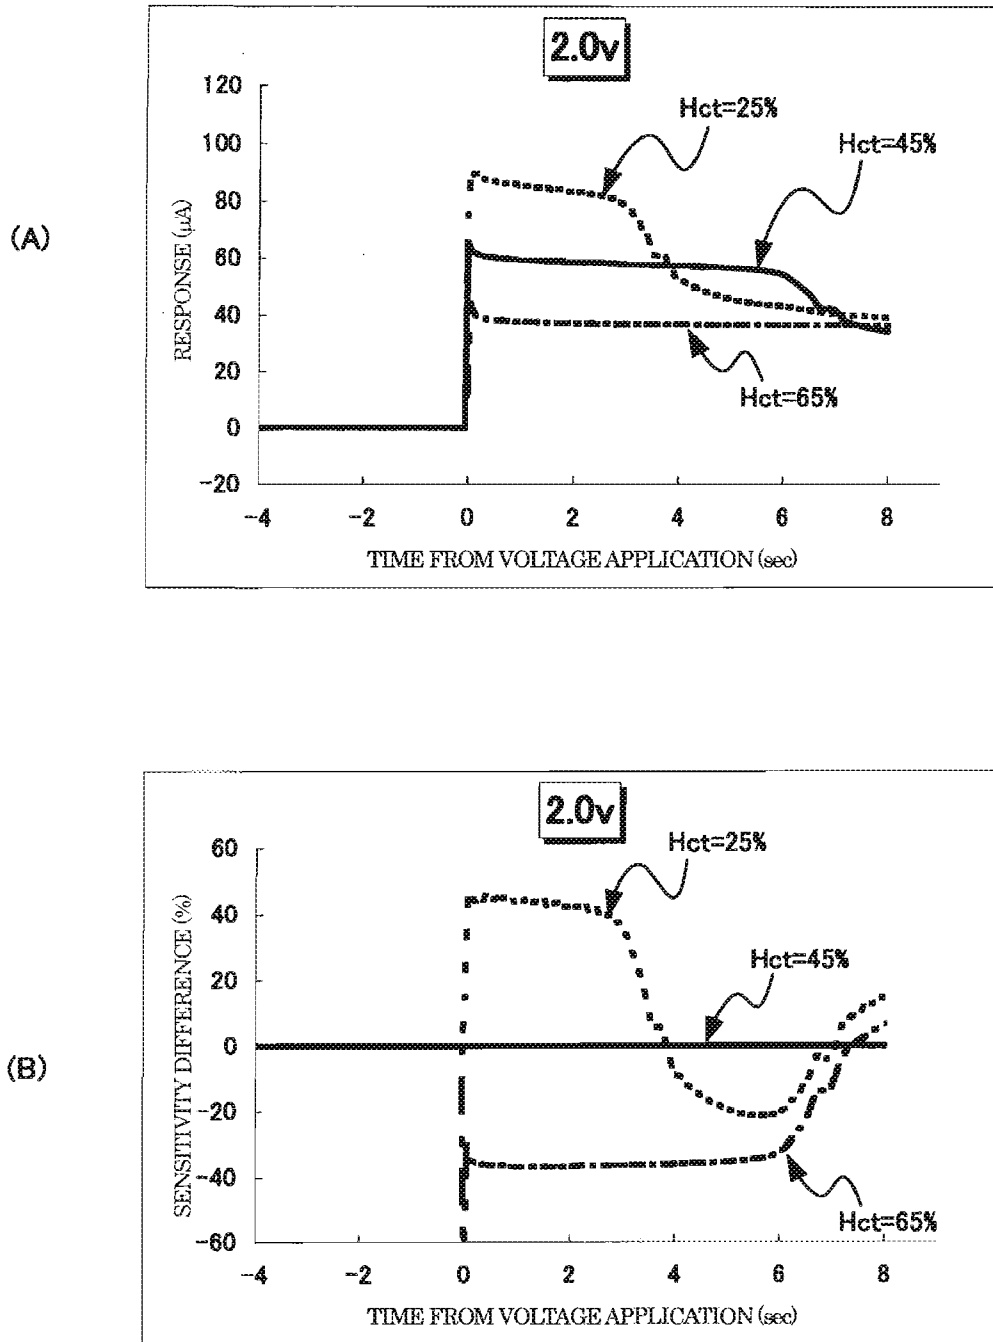 (A)
2.0v
RESPONSE (µA)
120
100
80
60
40
20
0
−20
Hct=25%
Hct=45%
Hct=65%
−4
−2
0
2
4
6
8
TIME FROM VOLTAGE APPLICATION (sec)
(B)
2.0v
SENSITIVITY DIFFERENCE (%)
60
40
20
0
−20
−40
−60
Hct=25%
Hct=45%
Hct=65%
−4
−2
0
2
4
6
8
TIME FROM VOLTAGE APPLICATION (sec)